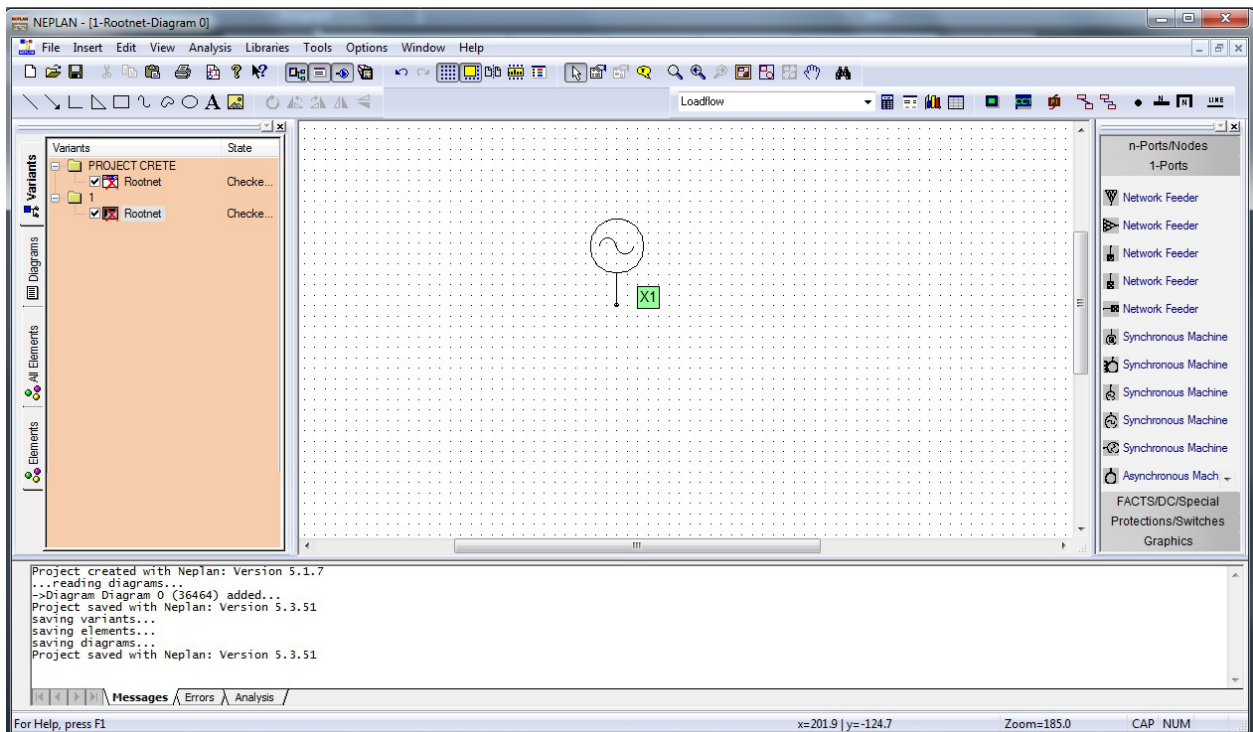 NEPLAN - [1-Rootnet-Diagram 0]
File Insert Edit View Analysis Libraries Tools Options Window Help
Loadflow
LINE
Variants State
PROJECT CRETE
Rootnet Checke...
1
Rootnet Checke...
Variants
Diagrams
All Elements
Elements
X1
n-Ports/Nodes
1-Ports
Network Feeder
Network Feeder
Network Feeder
Network Feeder
Network Feeder
Synchronous Machine
Synchronous Machine
Synchronous Machine
Synchronous Machine
Synchronous Machine
Asynchronous Mach
FACTS/DC/Special
Protections/Switches
Graphics
Project created with Neplan: Version 5.1.7
...reading diagrams...
->Diagram Diagram 0 (36464) added...
Project saved with Neplan: Version 5.3.51
saving variants...
saving elements...
saving diagrams...
Project saved with Neplan: Version 5.3.51
Messages Errors Analysis
For Help, press F1 x=201.9 | y=-124.7 Zoom=185.0 CAP NUM